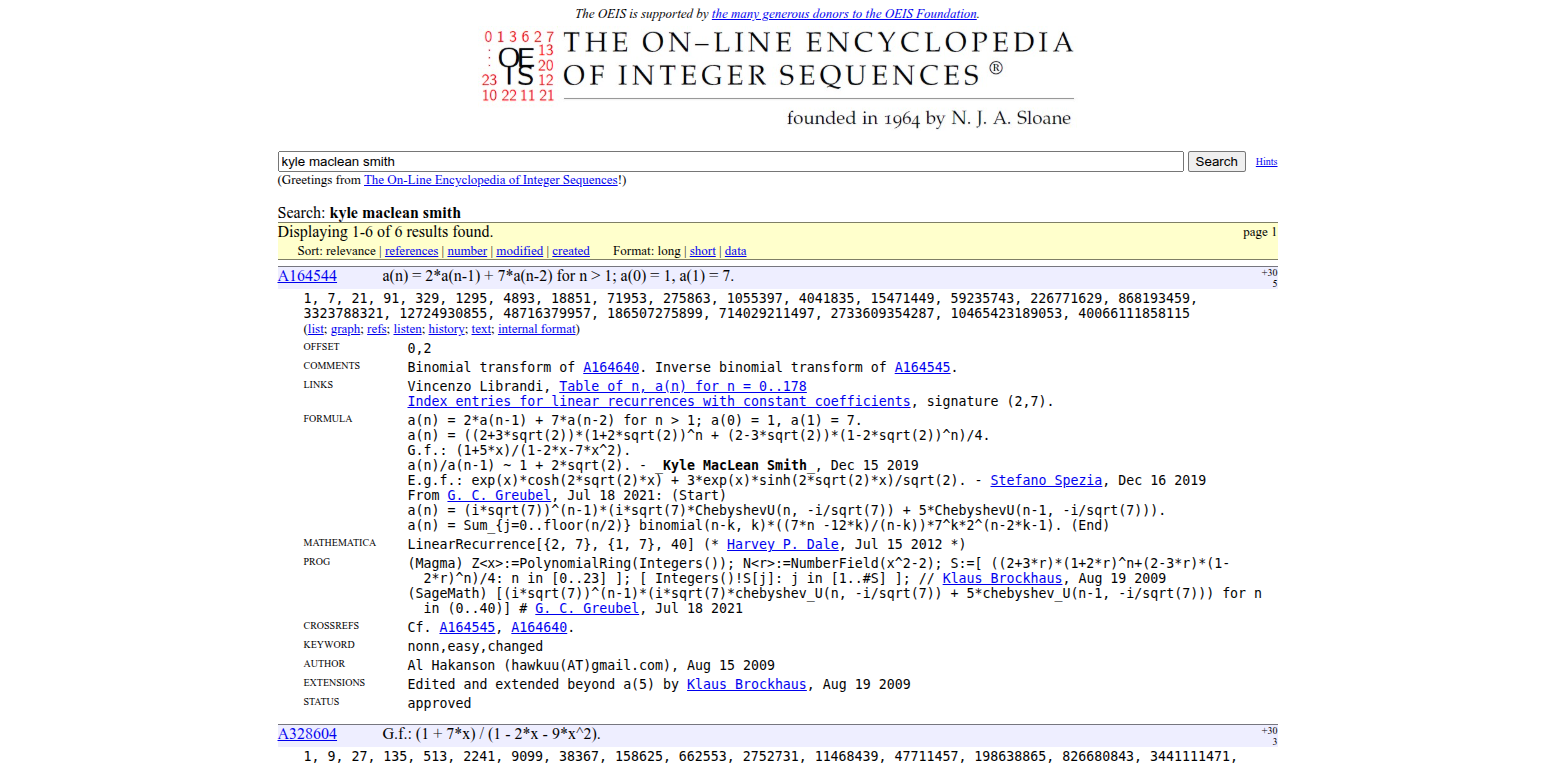 The OEIS is supported by the many generous donors to the OEIS Foundation.
0 1 3 6 2 7
: 13
OE
: 20
23 IS 12
10 22 11 21
THE ON–LINE ENCYCLOPEDIA
OF INTEGER SEQUENCES ®
founded in 1964 by N. J. A. Sloane
kyle maclean smith Search Hints
(Greetings from The On-Line Encyclopedia of Integer Sequences!)
Search: kyle maclean smith
Displaying 1-6 of 6 results found. page 1
Sort: relevance | references | number | modified | created Format: long | short | data
A164544 a(n) = 2*a(n-1) + 7*a(n-2) for n > 1; a(0) = 1, a(1) = 7. +30
5
1, 7, 21, 91, 329, 1295, 4893, 18851, 71953, 275863, 1055397, 4041835, 15471449, 59235743, 226771629, 868193459,
3323788321, 12724930855, 48716379957, 186507275899, 714029211497, 2733609354287, 10465423189053, 40066111858115
(list; graph; refs; listen; history; text; internal format)
OFFSET 0,2
COMMENTS Binomial transform of A164640. Inverse binomial transform of A164545.
LINKS Vincenzo Librandi, Table of n, a(n) for n = 0..178
Index entries for linear recurrences with constant coefficients, signature (2,7).
FORMULA a(n) = 2*a(n-1) + 7*a(n-2) for n > 1; a(0) = 1, a(1) = 7.
a(n) = ((2+3*sqrt(2))*(1+2*sqrt(2))^n + (2-3*sqrt(2))*(1-2*sqrt(2))^n)/4.
G.f.: (1+5*x)/(1-2*x-7*x^2).
a(n)/a(n-1) ~ 1 + 2*sqrt(2). - _Kyle MacLean Smith_, Dec 15 2019
E.g.f.: exp(x)*cosh(2*sqrt(2)*x) + 3*exp(x)*sinh(2*sqrt(2)*x)/sqrt(2). - Stefano Spezia, Dec 16 2019
From G. C. Greubel, Jul 18 2021: (Start)
a(n) = (i*sqrt(7))^(n-1)*(i*sqrt(7)*ChebyshevU(n, -i/sqrt(7)) + 5*ChebyshevU(n-1, -i/sqrt(7))).
a(n) = Sum_{j=0..floor(n/2)} binomial(n-k, k)*((7*n -12*k)/(n-k))*7^k*2^(n-2*k-1). (End)
MATHEMATICA LinearRecurrence[{2, 7}, {1, 7}, 40] (* Harvey P. Dale, Jul 15 2012 *)
PROG (Magma) Z<x>:=PolynomialRing(Integers()); N<r>:=NumberField(x^2-2); S:=[ ((2+3*r)*(1+2*r)^n+(2-3*r)*(1-
2*r)^n)/4: n in [0..23] ]; [ Integers()!S[j]: j in [1..#S] ]; // Klaus Brockhaus, Aug 19 2009
(SageMath) [(i*sqrt(7))^(n-1)*(i*sqrt(7)*chebyshev_U(n, -i/sqrt(7)) + 5*chebyshev_U(n-1, -i/sqrt(7))) for n
in (0..40)] # G. C. Greubel, Jul 18 2021
CROSSREFS Cf. A164545, A164640.
KEYWORD nonn,easy,changed
AUTHOR Al Hakanson (hawkuu(AT)gmail.com), Aug 15 2009
EXTENSIONS Edited and extended beyond a(5) by Klaus Brockhaus, Aug 19 2009
STATUS approved
A328604 G.f.: (1 + 7*x) / (1 - 2*x - 9*x^2). +30
3
1, 9, 27, 135, 513, 2241, 9099, 38367, 158625, 662553, 2752731, 11468439, 47711457, 198638865, 826680843, 3441111471,